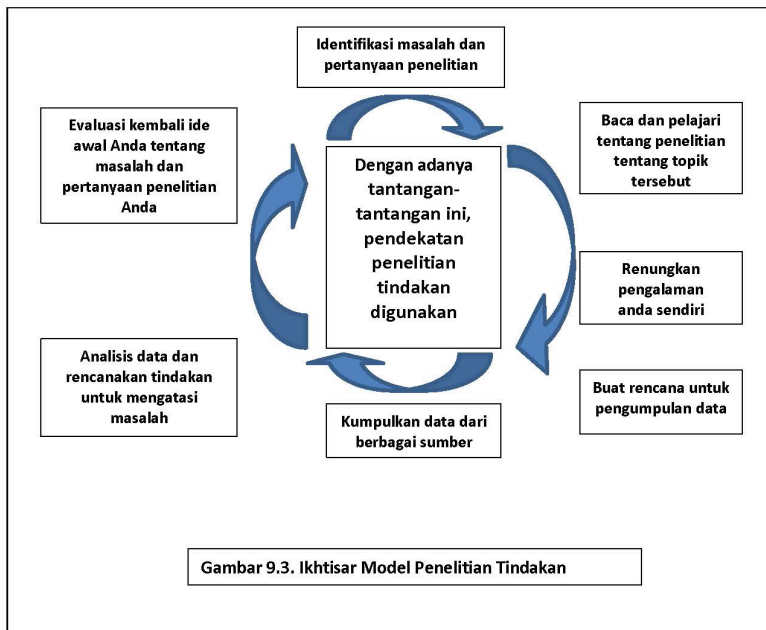 Identifikasi masalah dan
pertanyaan penelitian
Baca dan pelajari
tentang penelitian
tentang topik
tersebut
Renungkan
pengalaman
anda sendiri
Buat rencana untuk
pengumpulan data
Kumpulkan data dari
berbagai sumber
Analisis data dan
rencanakan tindakan
untuk mengatasi
masalah
Evaluasi kembali ide
awal Anda tentang
masalah dan
pertanyaan penelitian
Anda
Dengan adanya
tantangan-
tantangan ini,
pendekatan
penelitian
tindakan
digunakan
Gambar 9.3. Ikhtisar Model Penelitian Tindakan